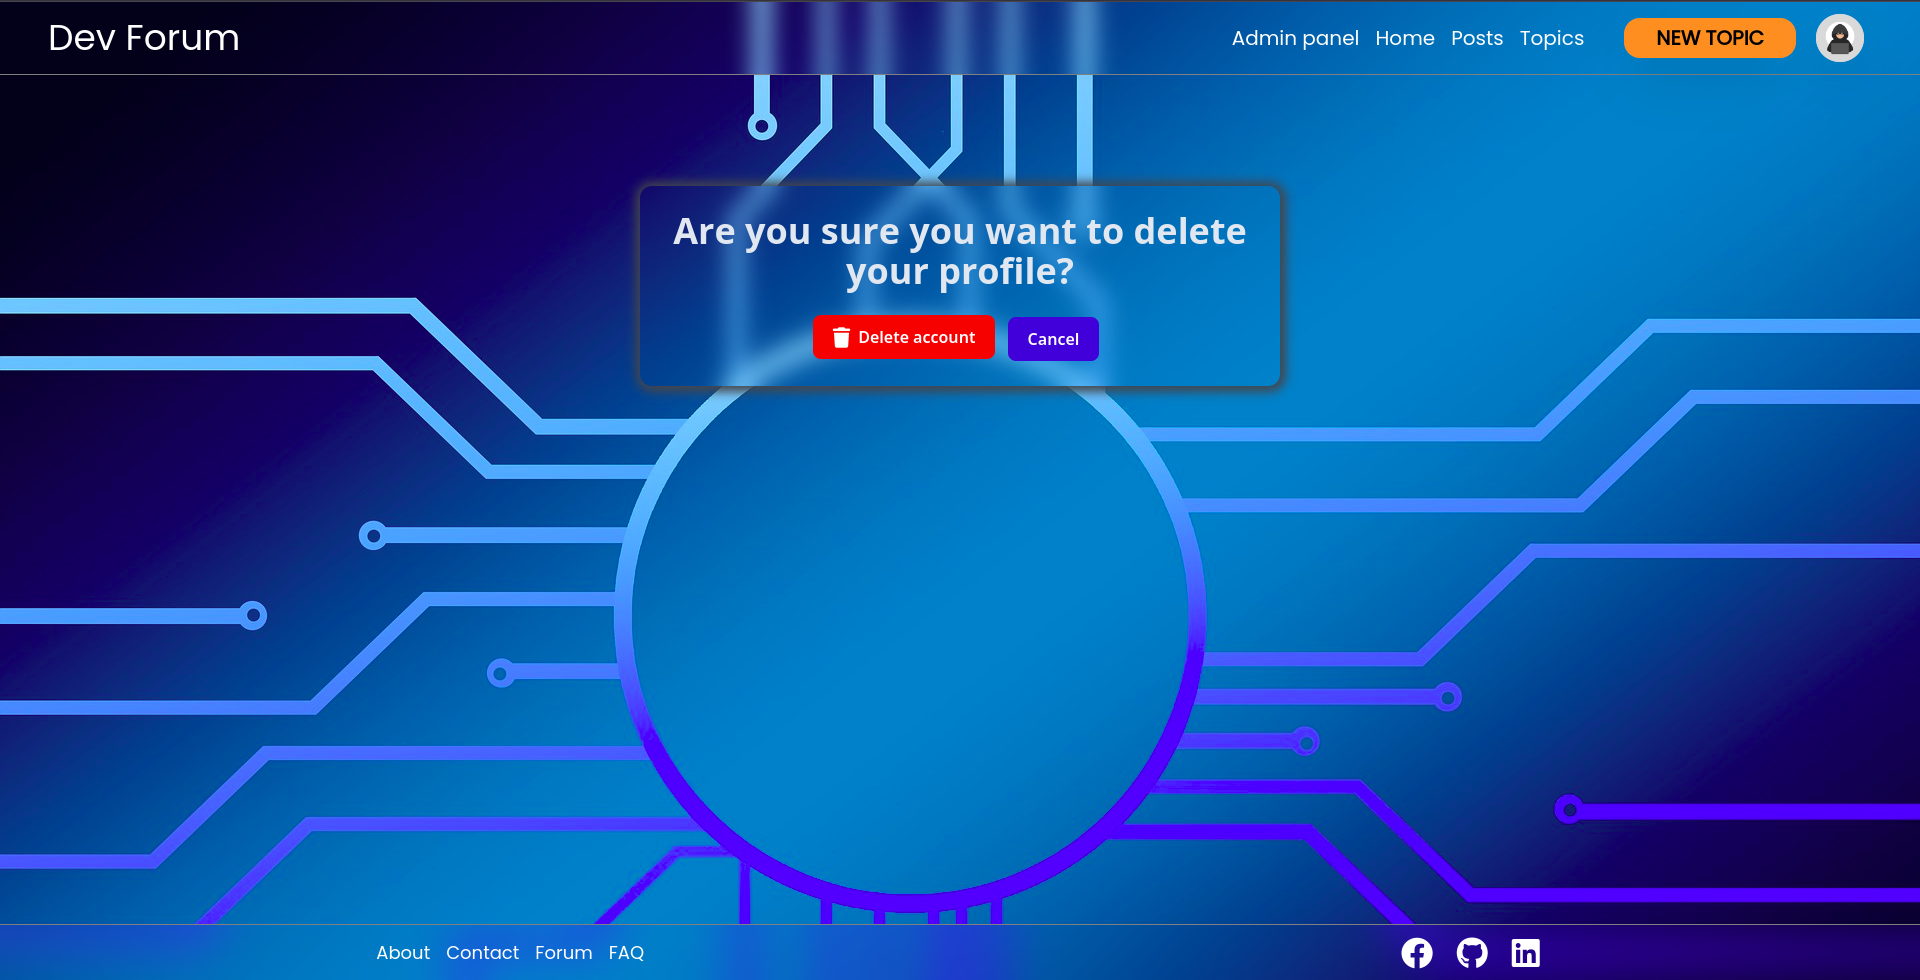 Dev Forum
Admin panel Home Posts Topics NEW TOPIC
Are you sure you want to delete
your profile?
Delete account Cancel
About Contact Forum FAQ